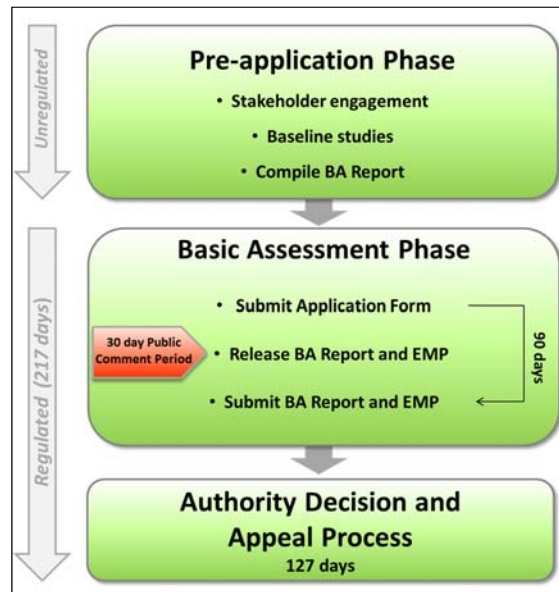 Unregulated
Pre-application Phase
• Stakeholder engagement
• Baseline studies
• Compile BA Report
Regulated (217 days)
Basic Assessment Phase
• Submit Application Form
30 day Public
Comment Period
• Release BA Report and EMP
90 days
• Submit BA Report and EMP
Authority Decision and
Appeal Process
127 days